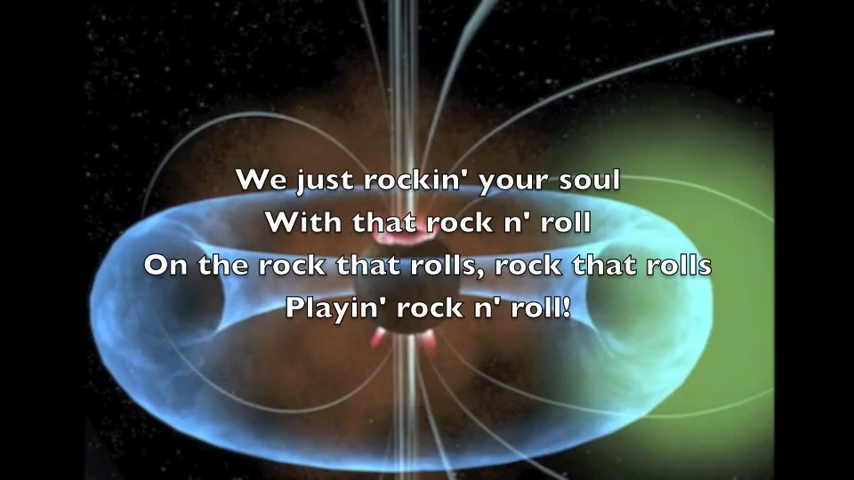 We just rockin' your soul
With that rock n' roll
On the rock that rolls, rock that rolls
Playin' rock n' roll!